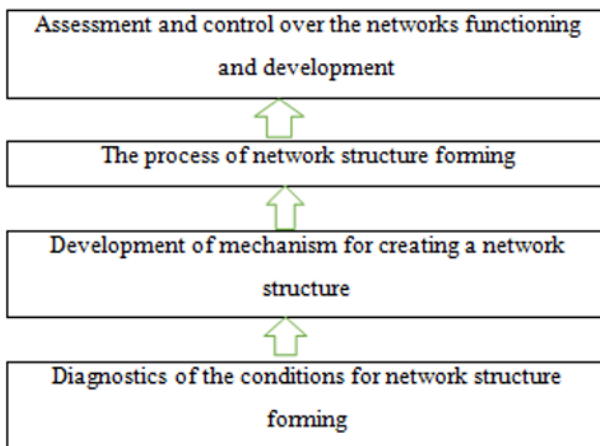 Assessment and control over the networks functioning
and development
The process of network structure forming
Development of mechanism for creating a network
structure
Diagnostics of the conditions for network structure
forming